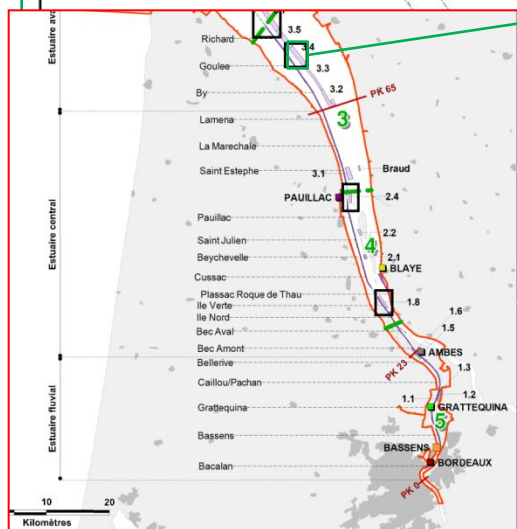 Estuaire ava
Richard
3.5
3.4
Goulee
3.3
By
3.2
PK 65
Lamena
3
La Marechale
Saint Estephe
3.1
Braud
PAUILLAC
2.4
Pauillac
2.2
Estuaire central
Saint Julien
4
Beychevelle
2.1
BLAYE
Cussac
Plassac Roque de Thau
1.8
Ile Verte
1.6
Ile Nord
1.5
Bec Aval
Bec Amont
AMBES
PK 23
Bellerive
1.3
Caillou/Pachan
1.2
1.1
Grattequina
GRATTEQUINA
5
Estuaire fluvial
Bassens
BASSENS
Bacalan
BORDEAUX
PK 0
10 20
Kilomètres